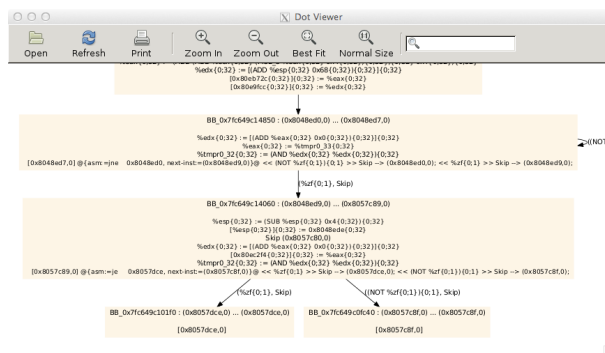 Dot Viewer
Open
Refresh
Print
Zoom In
Zoom Out
Best Fit
Normal Size
%edx{0;32} := [(ADD %esp{0;32} 0x68{0;32}){0;32}]{0;32}
[0x80eb72c{0;32}]{0;32} := %eax{0;32}
[0x80e9fcc{0;32}]{0;32} := %edx{0;32}
BB_0x7fc649c14850 : (0x8048ed0,0) ... (0x8048ed7,0)
%edx{0;32} := [(ADD %eax{0;32} 0x0{0;32}){0;32}]{0;32}
%eax{0;32} := %tmpr0_33{0;32}
%tmpr0_32{0;32} := (AND %edx{0;32} %edx{0;32}){0;32}
[0x8048ed7,0] @{asm:=jne 0x8048ed0, next-inst:=(0x8048ed9,0)}@ << (NOT %zf{0;1}){0;1} >> Skip --> (0x8048ed0,0); << %zf{0;1} >> Skip --> (0x8048ed9,0);
((NOT
(%zf{0;1}, Skip)
BB_0x7fc649c14060 : (0x8048ed9,0) ... (0x8057c89,0)
%esp{0;32} := (SUB %esp{0;32} 0x4{0;32}){0;32}
[%esp{0;32}]{0;32} := 0x8048ede{0;32}
Skip (0x8057c80,0)
%edx{0;32} := [(ADD %eax{0;32} 0x0{0;32}){0;32}]{0;32}
[0x80ec2f4{0;32}]{0;32} := %eax{0;32}
%tmpr0_32{0;32} := (AND %edx{0;32} %edx{0;32}){0;32}
[0x8057c89,0] @{asm:=je 0x8057dce, next-inst:=(0x8057c8f,0)}@ << %zf{0;1} >> Skip --> (0x8057dce,0); << (NOT %zf{0;1}){0;1} >> Skip --> (0x8057c8f,0);
(%zf{0;1}, Skip)
((NOT %zf{0;1}){0;1}, Skip)
BB_0x7fc649c101f0 : (0x8057dce,0) ... (0x8057dce,0)
[0x8057dce,0]
BB_0x7fc649c0fc40 : (0x8057c8f,0) ... (0x8057c8f,0)
[0x8057c8f,0]